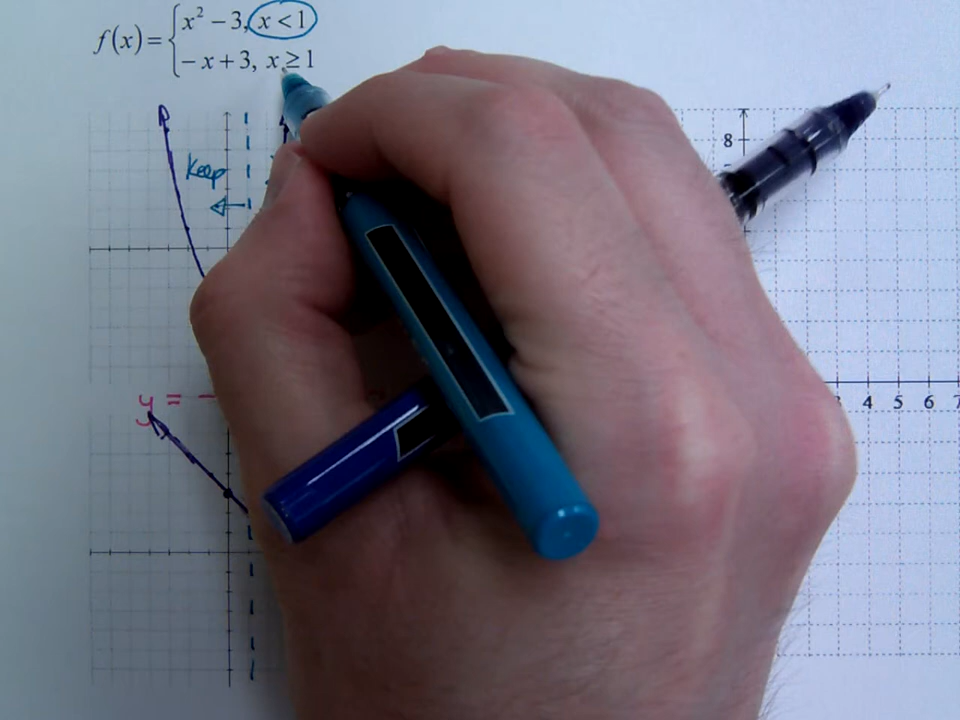 f(x) = { x² − 3, x < 1
− x + 3, x ≥ 1
Keep
8
y =
4 5 6 7